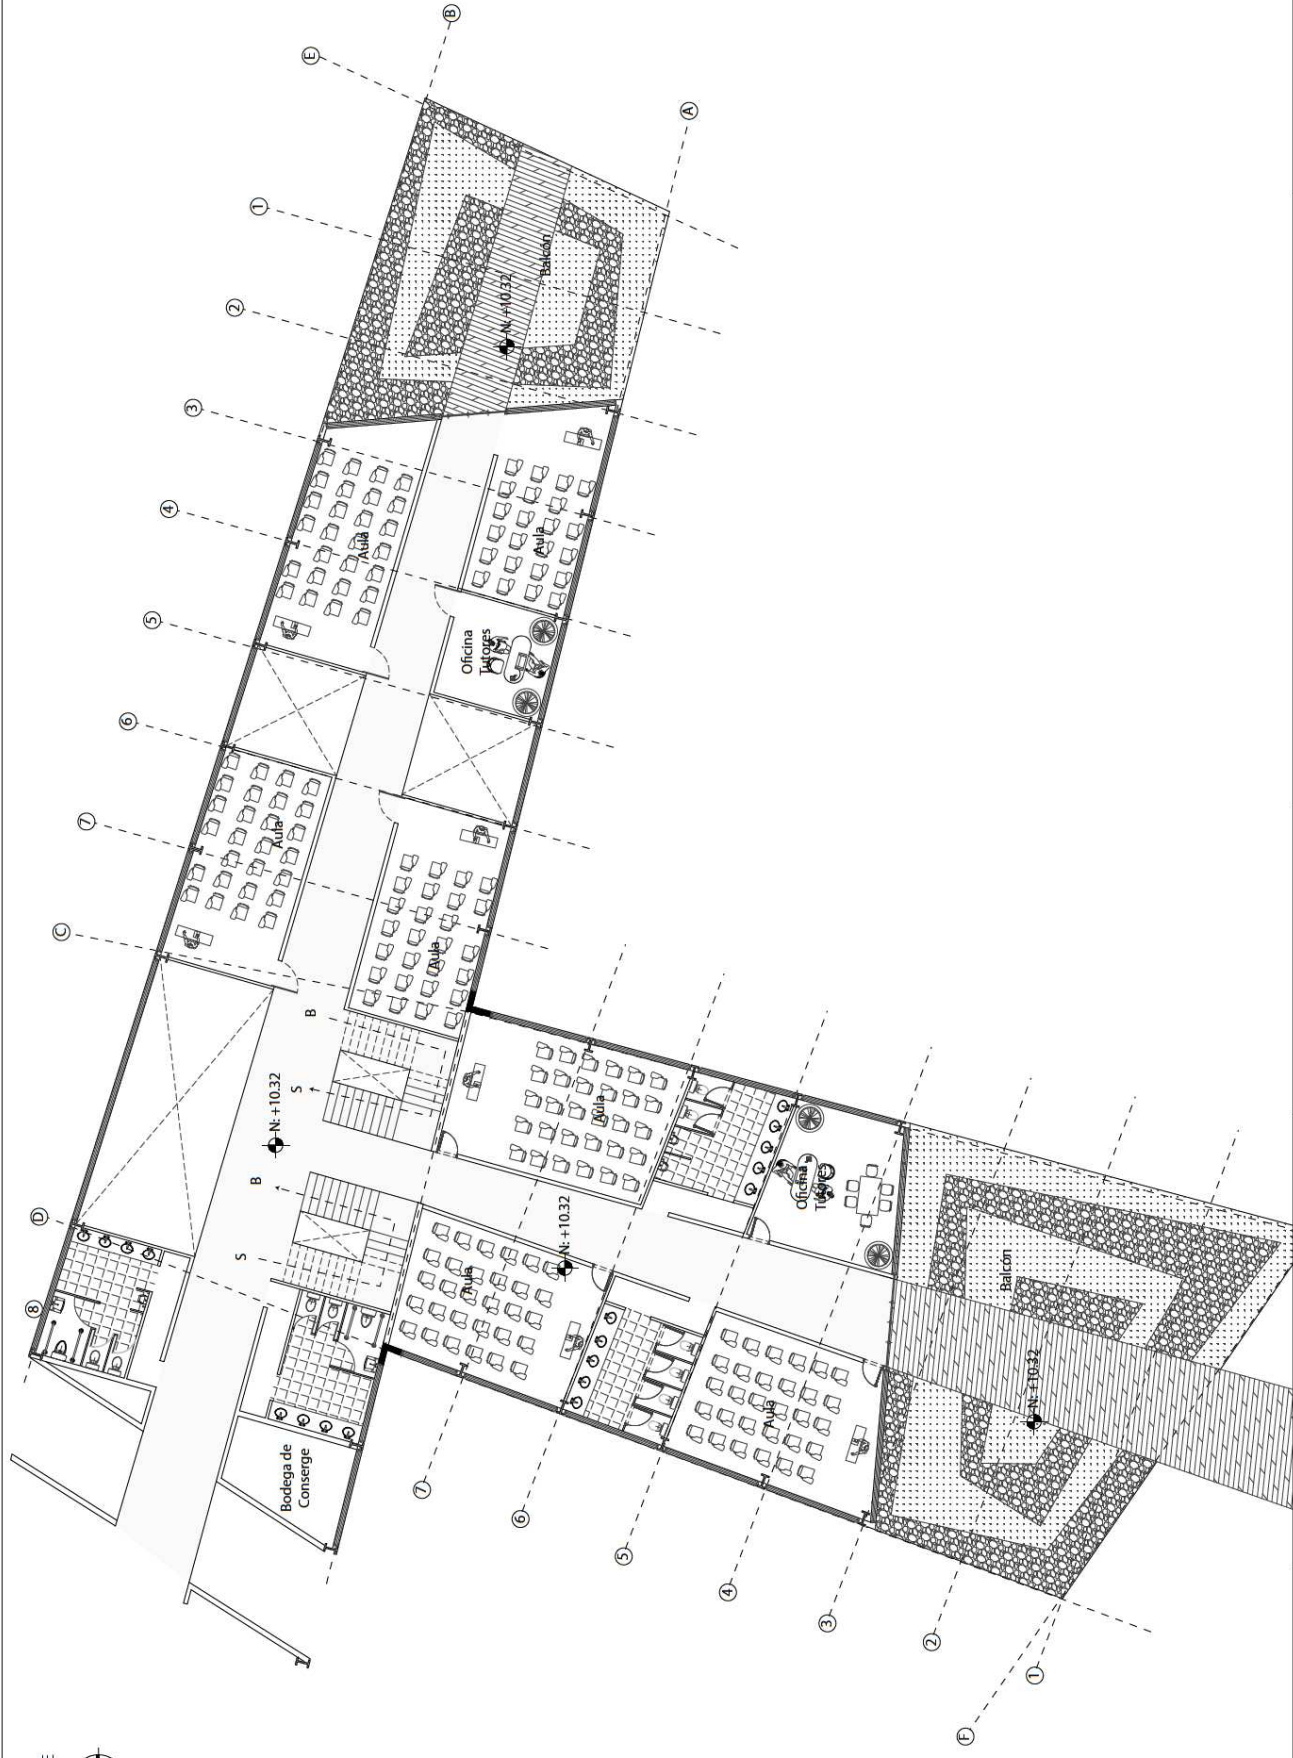 B
E
A
1
2
3
4
5
6
7
C
D
8
Balcón
N: +10.32
Aula
Aula
Oficina
Tutores
Aula
Aula
B
S
N: +10.32
B
S
Aula
Aula
N: +10.32
Oficina
Tutores
Aula
Bodega de
Conserge
Balcón
N: +10.32
7
6
5
4
3
2
1
F